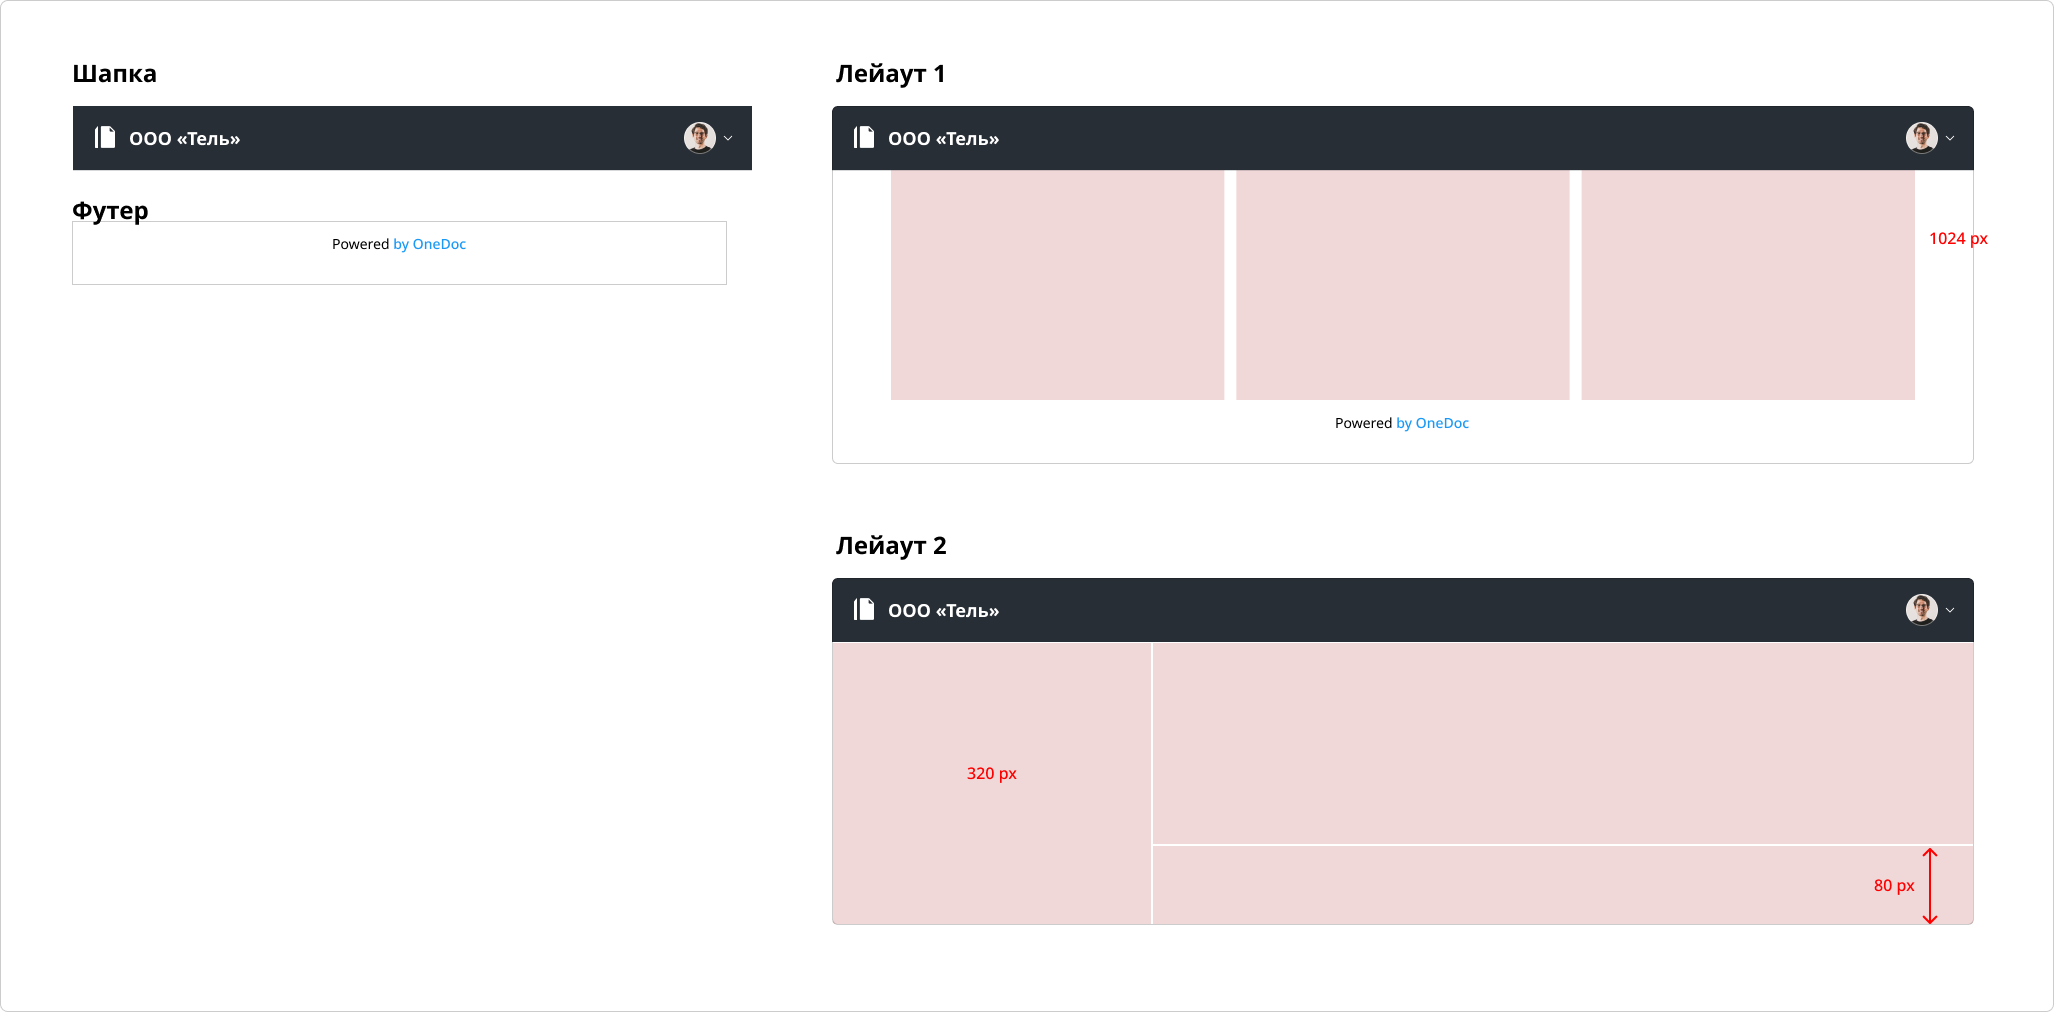 Шапка
ООО «Тель»
Футер
Powered by OneDoc
Лейаут 1
ООО «Тель»
1024 px
Powered by OneDoc
Лейаут 2
ООО «Тель»
320 px
80 px